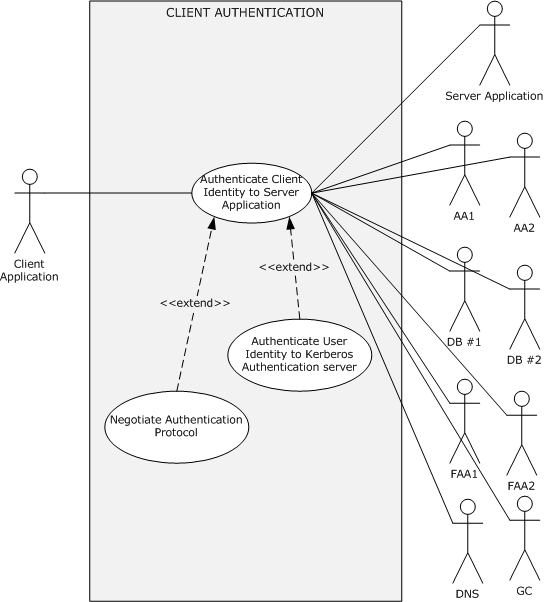 CLIENT AUTHENTICATION
Server Application
Authenticate Client
Identity to Server
Application
AA1
AA2
Client
Application
<<extend>>
<<extend>>
DB #1
DB #2
Authenticate User
Identity to Kerberos
Authentication server
Negotiate Authentication
Protocol
FAA1
FAA2
DNS
GC